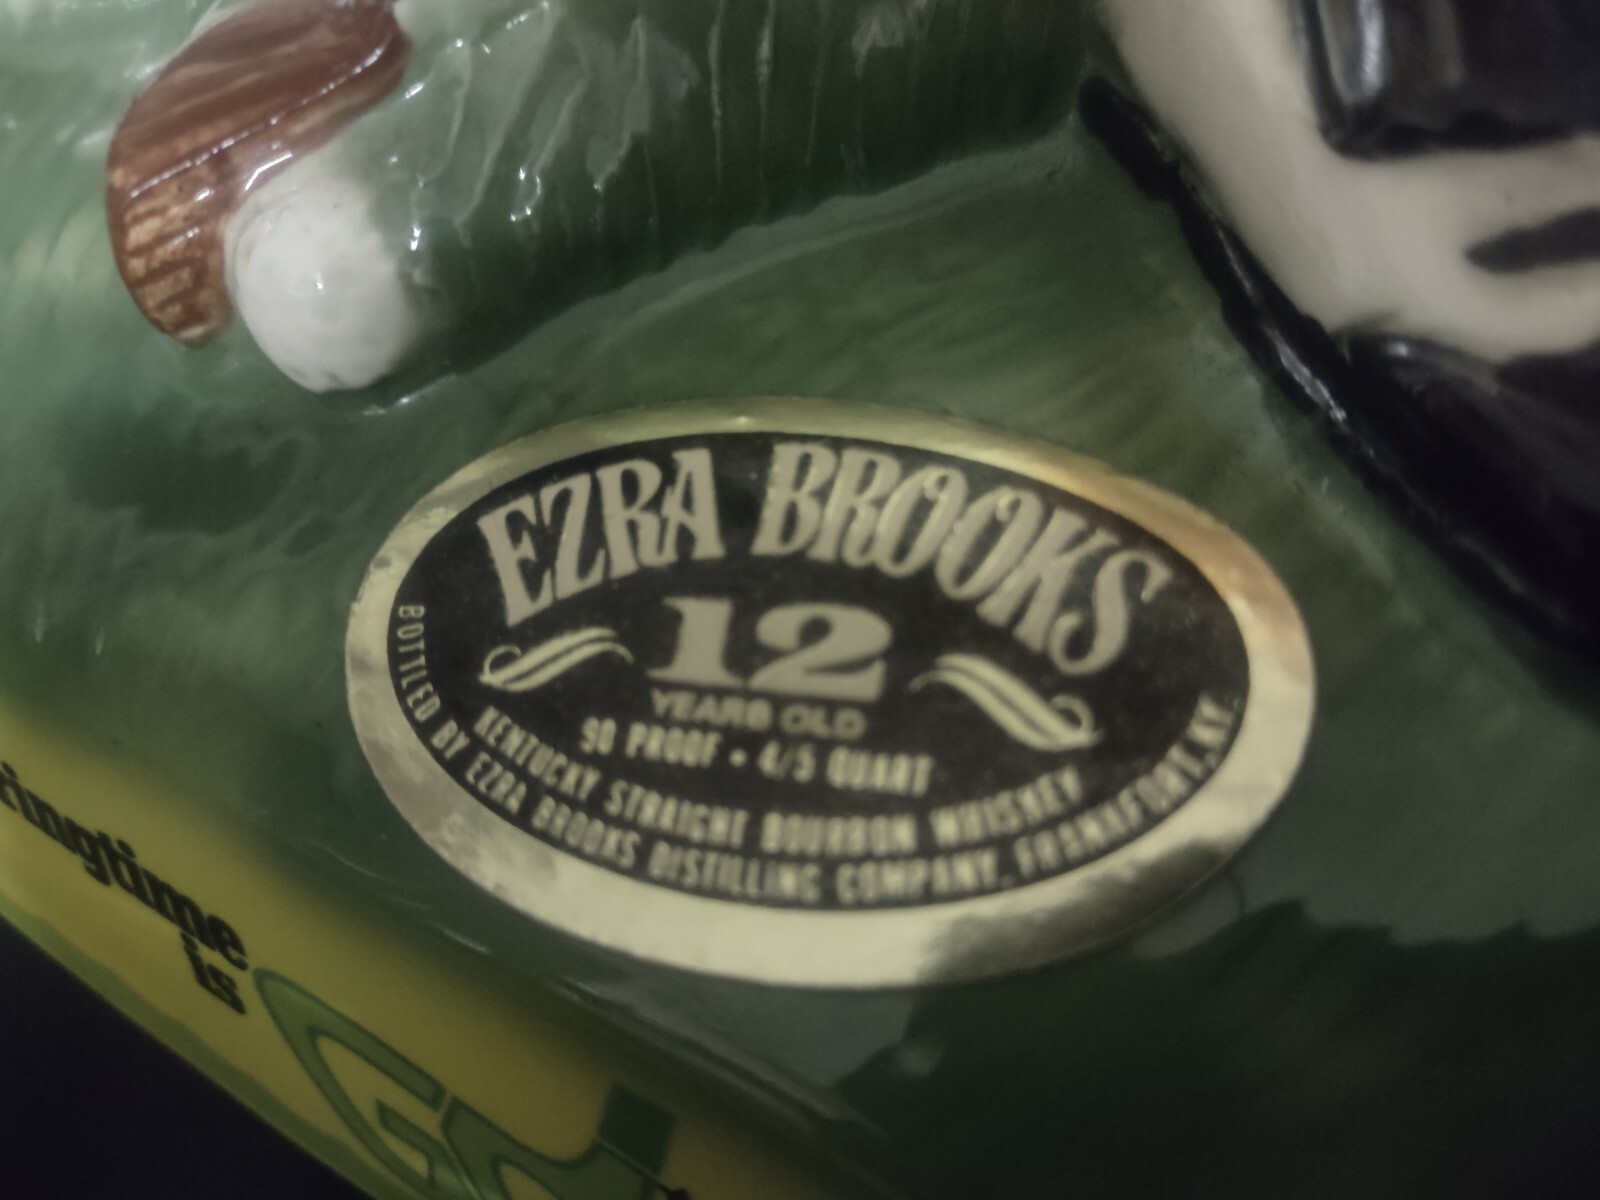 EZRA BROOKS
12
YEARS OLD
90 PROOF • 4/5 QUART
KENTUCKY STRAIGHT BOURBON WHISKEY
BOTTLED BY EZRA BROOKS DISTILLING COMPANY, FRANKFORT, KY.
ingtime
is